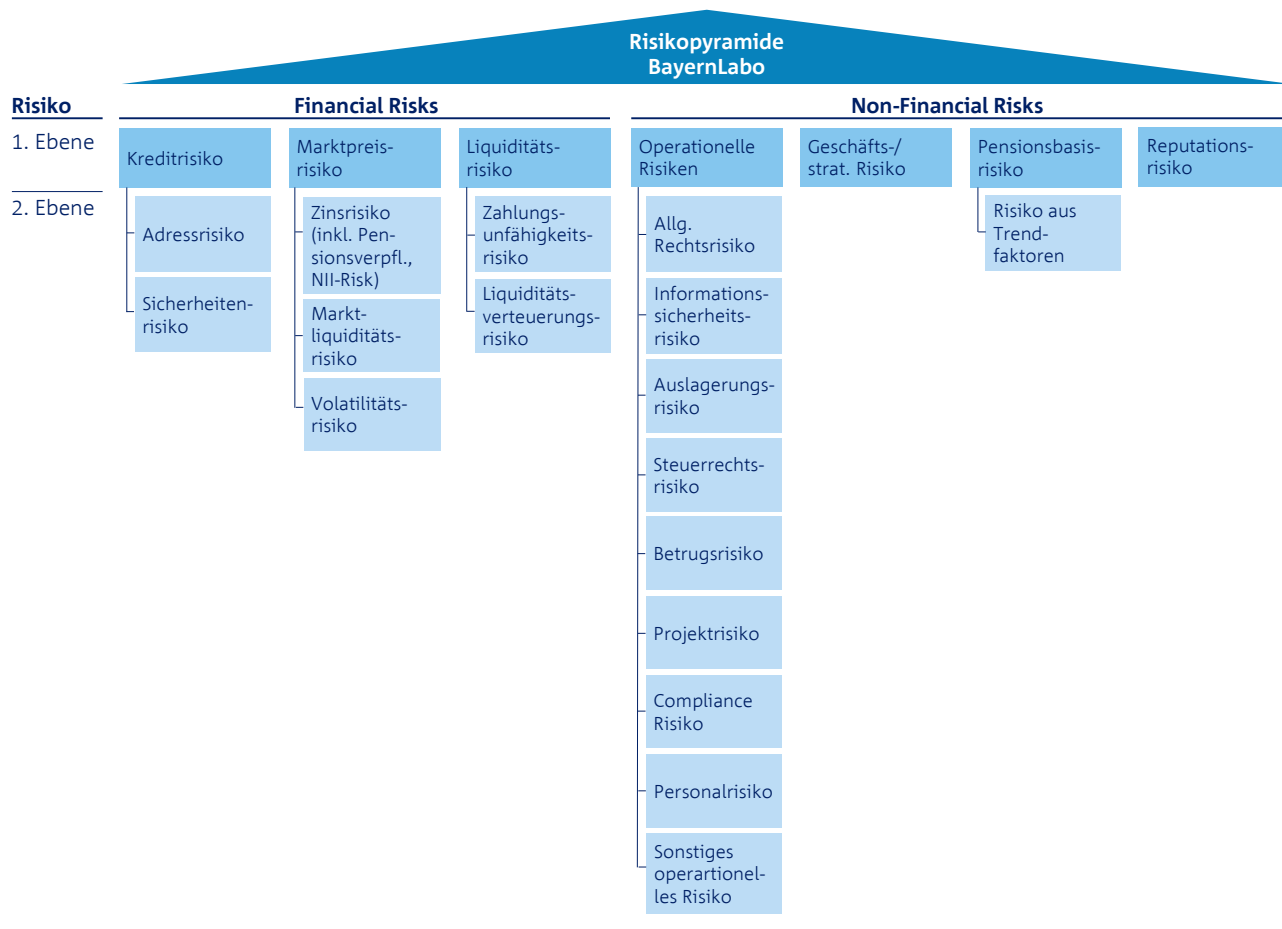 Risikopyramide
BayernLabo
Risiko
Financial Risks
Non-Financial Risks
1. Ebene
Kreditrisiko
Marktpreis-
risiko
Liquiditäts-
risiko
Operationelle
Risiken
Geschäfts-/
strat. Risiko
Pensionsbasis-
risiko
Reputations-
risiko
2. Ebene
Adressrisiko
Sicherheiten-
risiko
Zinsrisiko
(inkl. Pen-
sionsverpfl.,
NII-Risk)
Markt-
liquiditäts-
risiko
Volatilitäts-
risiko
Zahlungs-
unfähigkeits-
risiko
Liquiditäts-
verteuerungs-
risiko
Allg.
Rechtsrisiko
Informations-
sicherheits-
risiko
Auslagerungs-
risiko
Steuerrechts-
risiko
Betrugsrisiko
Projektrisiko
Compliance
Risiko
Personalrisiko
Sonstiges
operartionel-
les Risiko
Risiko aus
Trend-
faktoren